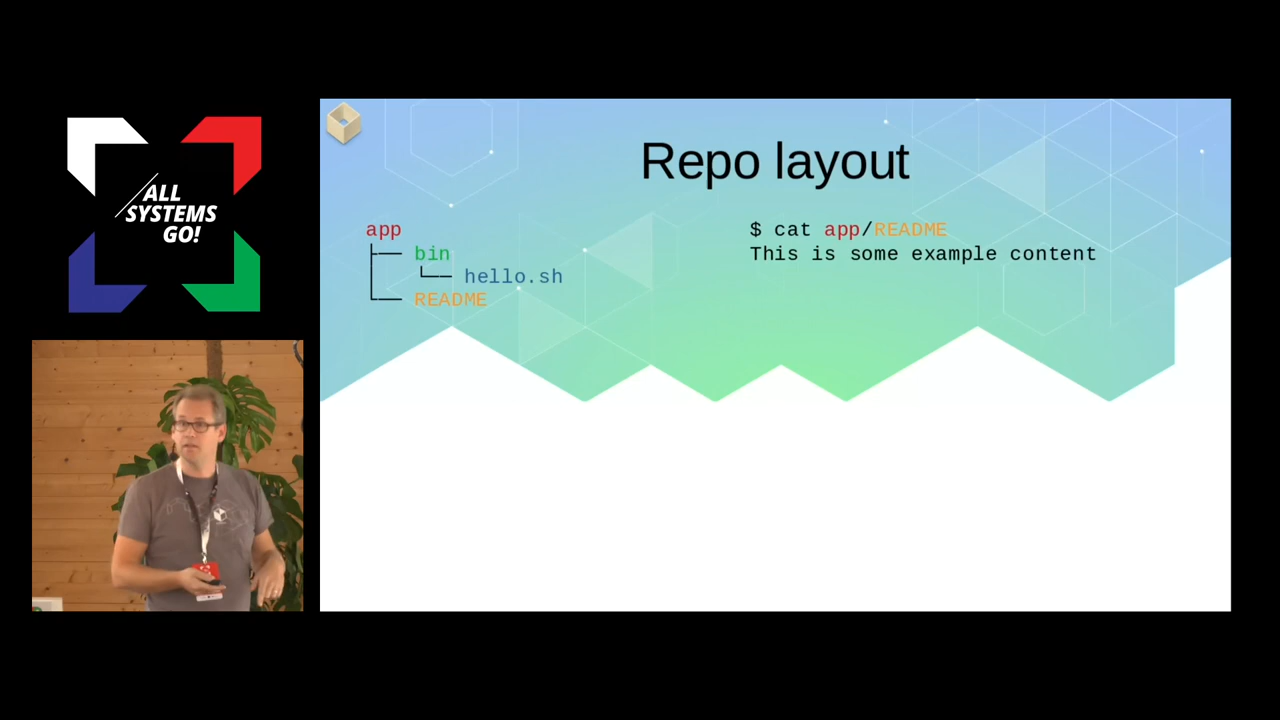 ALL
SYSTEMS
GO!
Repo layout
app
├── bin
│   └── hello.sh
└── README
$ cat app/README
This is some example content